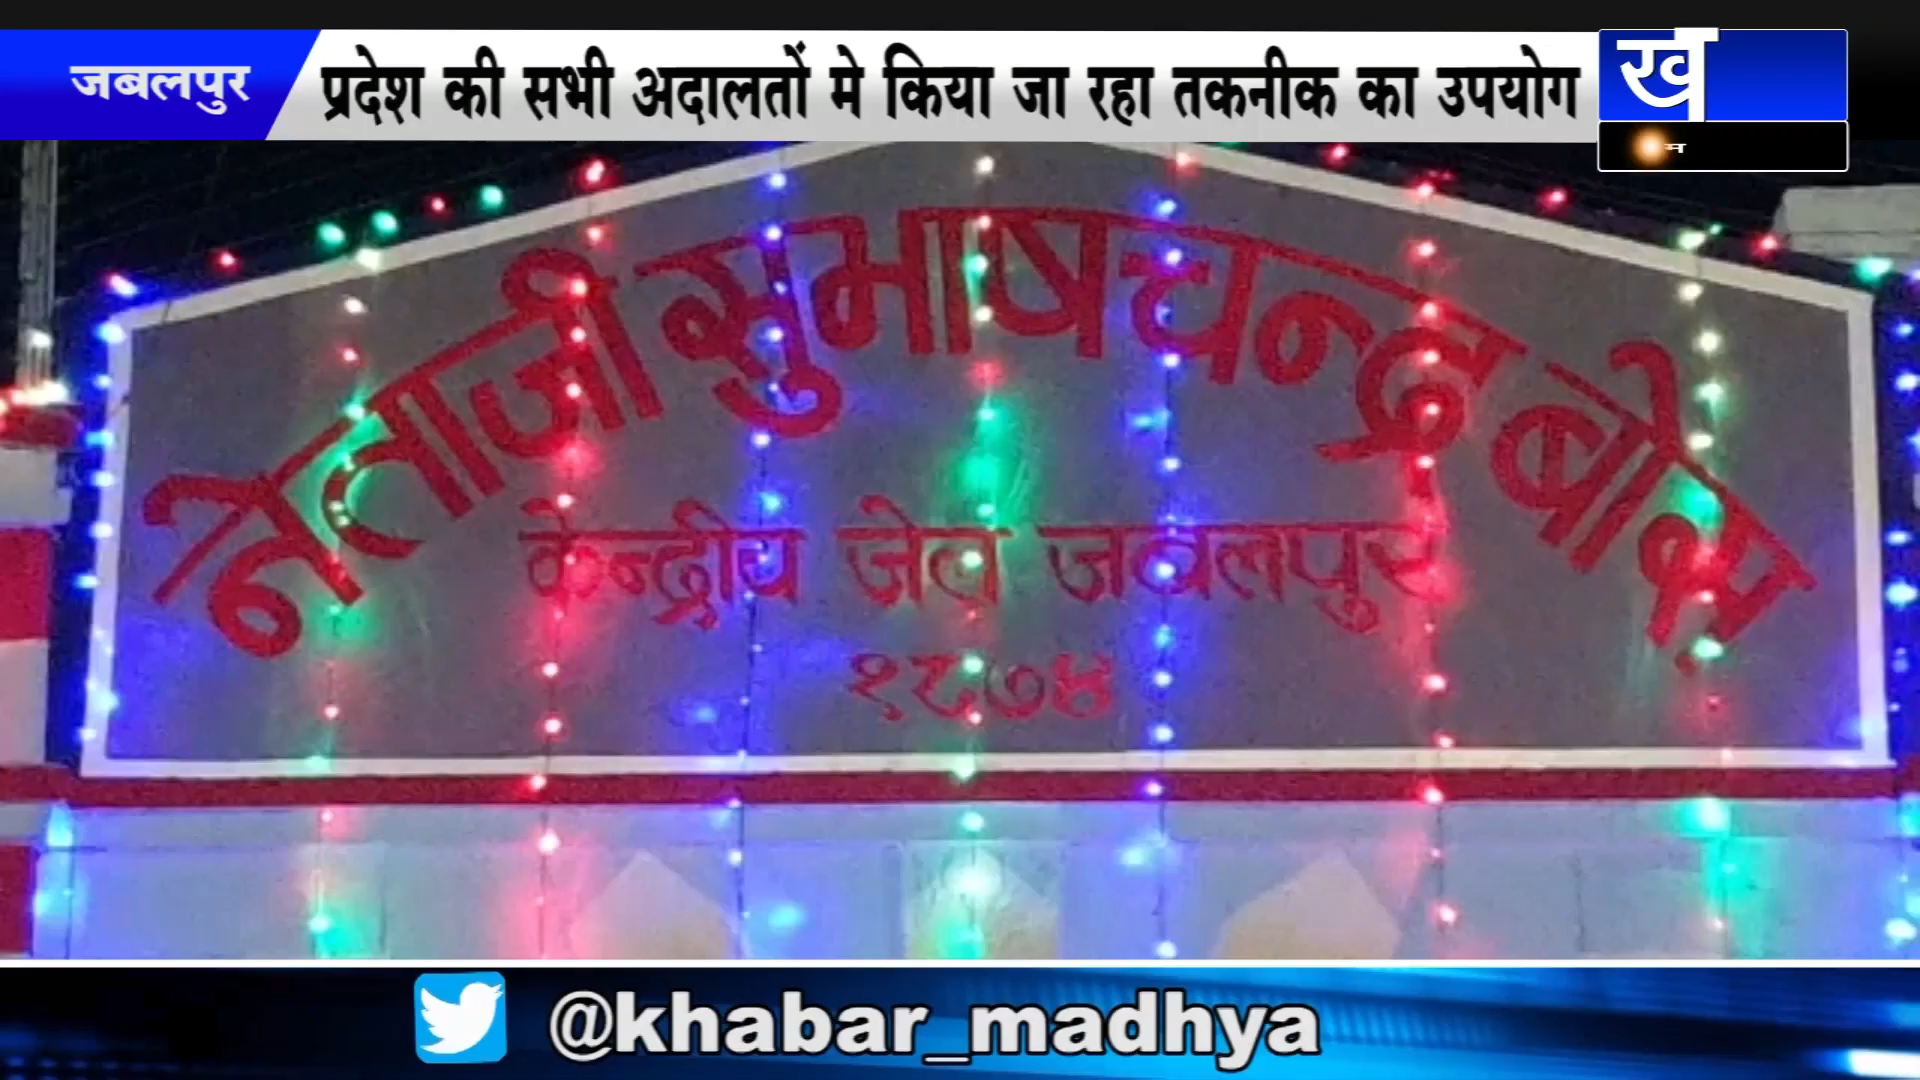 जबलपुर
प्रदेश की सभी अदालतों मे किया जा रहा तकनीक का उपयोग
ख
म
नेताजी सुभाषचन्द्र बोस
केन्द्रीय जेल जबलपुर
१८७४
@khabar_madhya